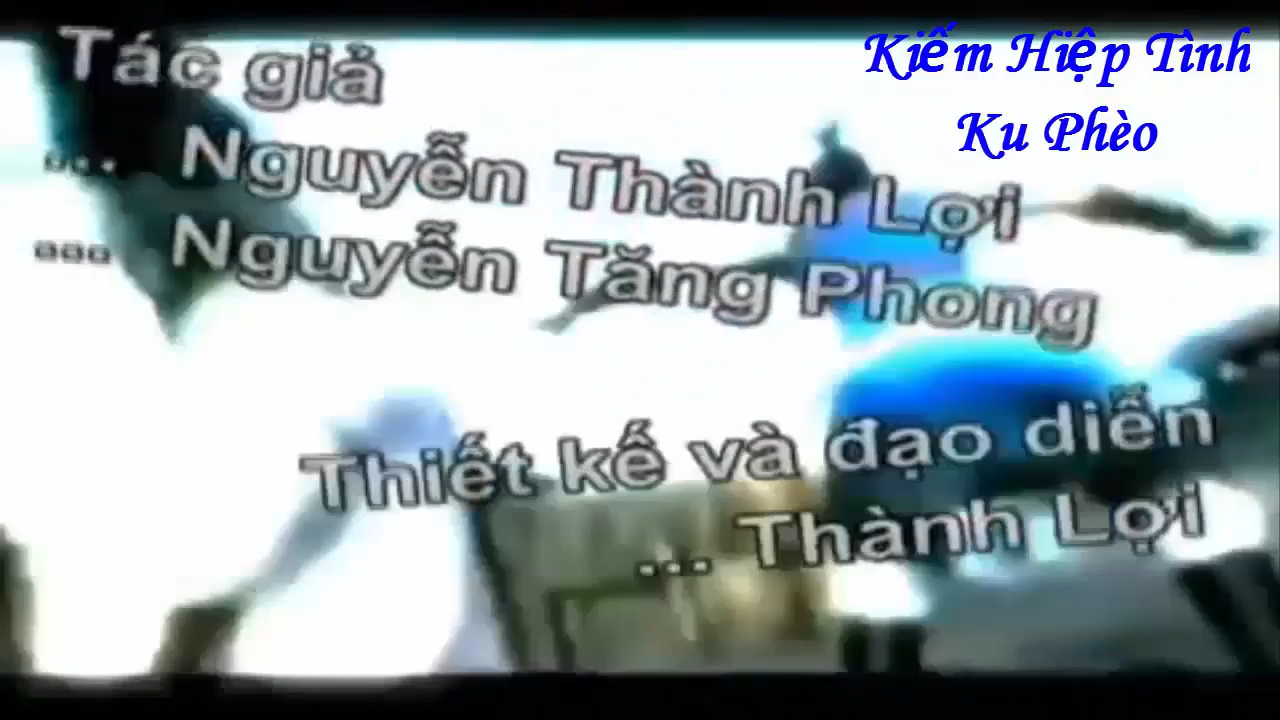 Kiếm Hiệp Tình
Ku Phèo
Tác giả
... Nguyễn Thành Lợi
... Nguyễn Tăng Phong
Thiết kế và đạo diễn
... Thành Lợi